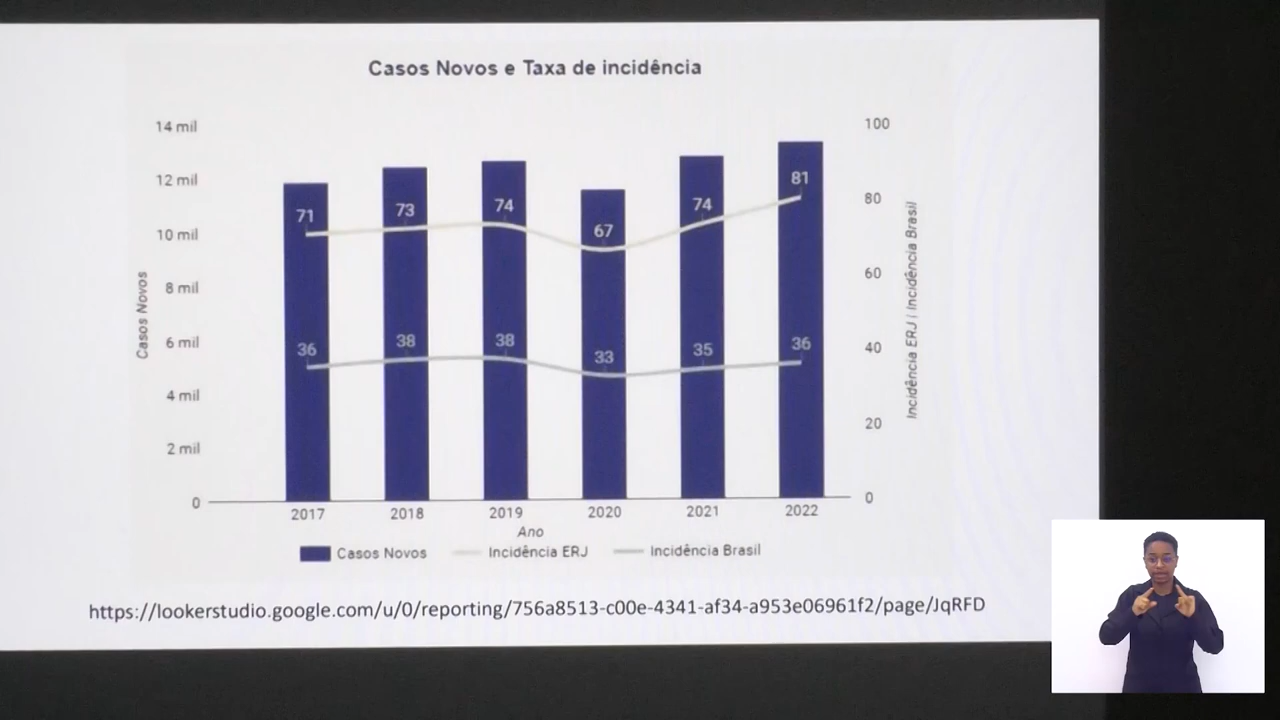 Casos Novos e Taxa de incidência
14 mil
12 mil
10 mil
8 mil
6 mil
4 mil
2 mil
0
Casos Novos
100
80
60
40
20
0
Incidência ERJ | Incidência Brasil
71
73
74
67
74
81
36
38
38
33
35
36
2017 2018 2019 2020 2021 2022
Ano
Casos Novos Incidência ERJ Incidência Brasil
https://lookerstudio.google.com/u/0/reporting/756a8513-c00e-4341-af34-a953e06961f2/page/JqRFD